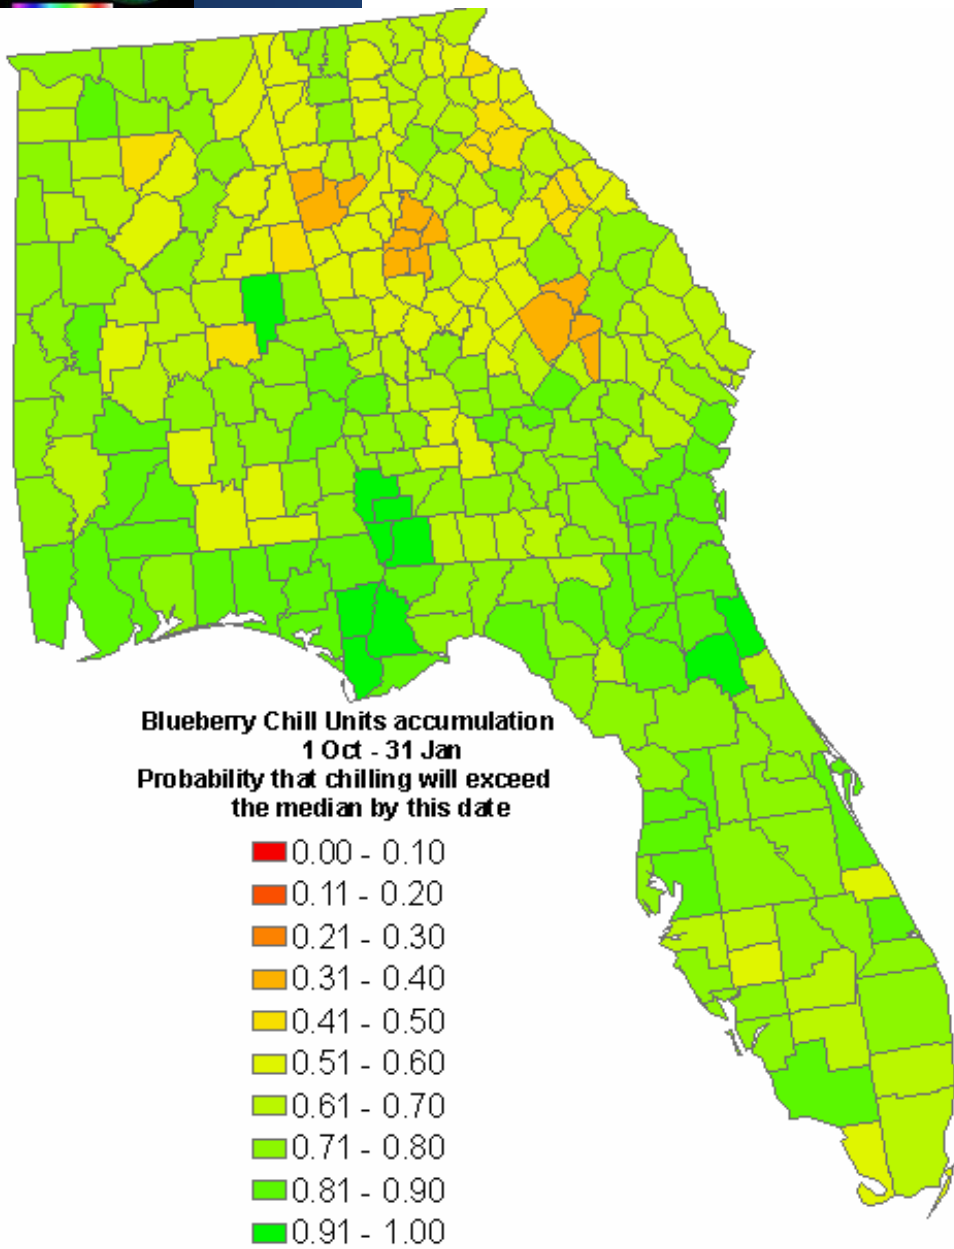 Blueberry Chill Units accumulation
1 Oct - 31 Jan
Probability that chilling will exceed
the median by this date
0.00 - 0.10
0.11 - 0.20
0.21 - 0.30
0.31 - 0.40
0.41 - 0.50
0.51 - 0.60
0.61 - 0.70
0.71 - 0.80
0.81 - 0.90
0.91 - 1.00